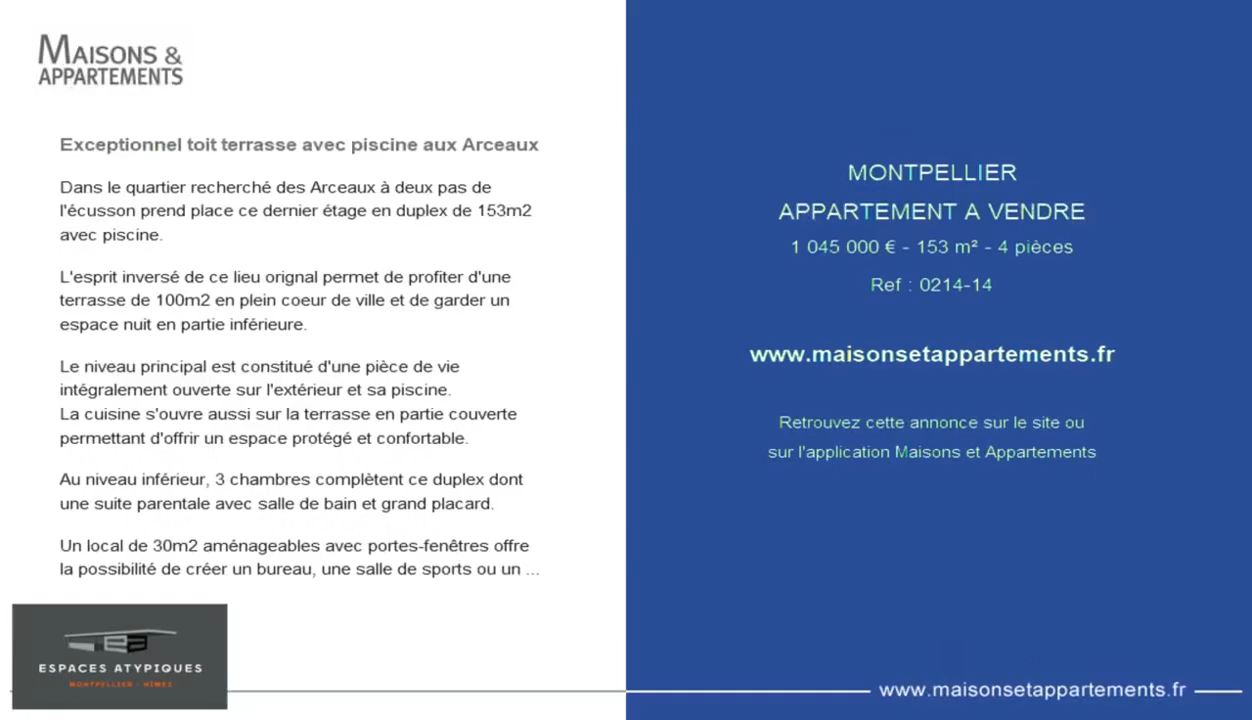 MAISONS &
APPARTEMENTS
Exceptionnel toit terrasse avec piscine aux Arceaux
Dans le quartier recherché des Arceaux à deux pas de
l'écusson prend place ce dernier étage en duplex de 153m2
avec piscine.
L'esprit inversé de ce lieu orignal permet de profiter d'une
terrasse de 100m2 en plein coeur de ville et de garder un
espace nuit en partie inférieure.
Le niveau principal est constitué d'une pièce de vie
intégralement ouverte sur l'extérieur et sa piscine.
La cuisine s'ouvre aussi sur la terrasse en partie couverte
permettant d'offrir un espace protégé et confortable.
Au niveau inférieur, 3 chambres complètent ce duplex dont
une suite parentale avec salle de bain et grand placard.
Un local de 30m2 aménageables avec portes-fenêtres offre
la possibilité de créer un bureau, une salle de sports ou un ...
ESPACES ATYPIQUES
MONTPELLIER - NÎMES
MONTPELLIER
APPARTEMENT A VENDRE
1 045 000 € - 153 m² - 4 pièces
Ref : 0214-14
www.maisonsetappartements.fr
Retrouvez cette annonce sur le site ou
sur l'application Maisons et Appartements
www.maisonsetappartements.fr